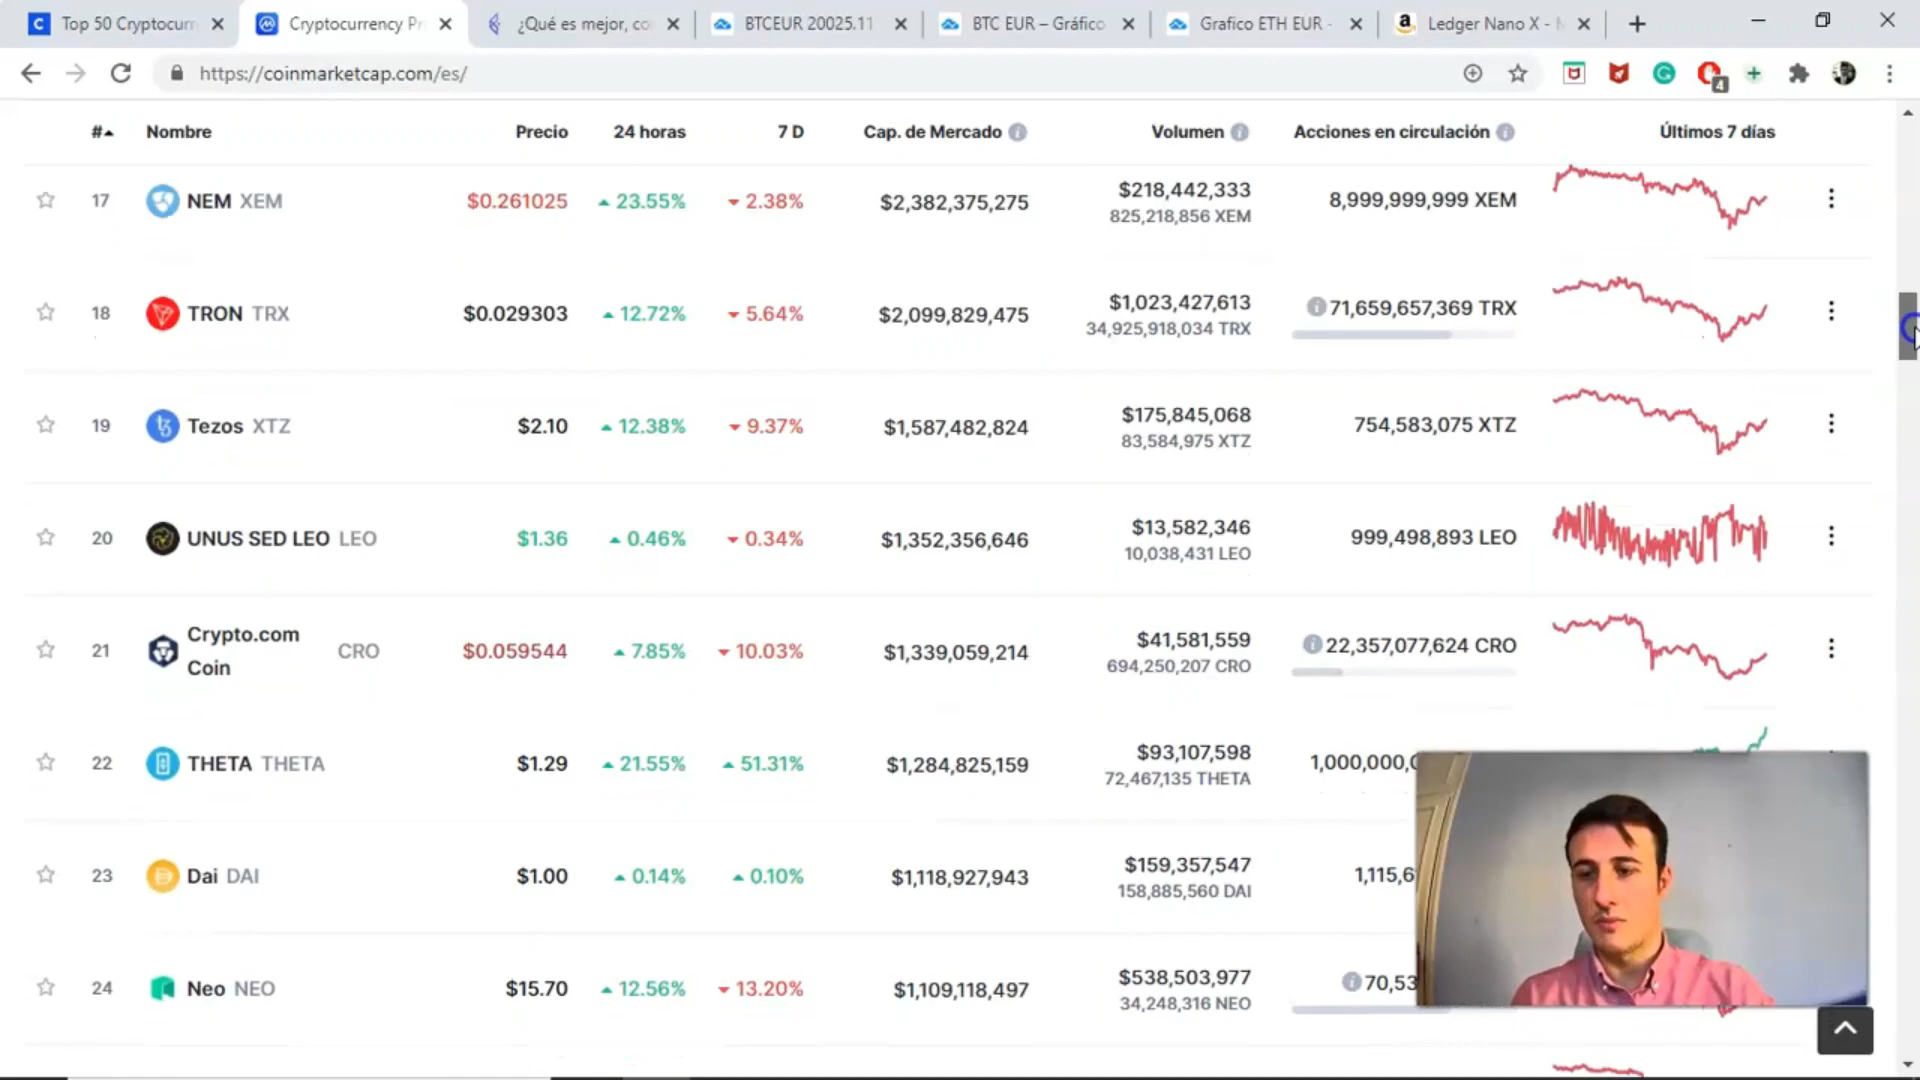 Top 50 Cryptocurr
Cryptocurrency Pr
¿Qué es mejor, co
BTCEUR 20025.11
BTC EUR – Gráfico
Grafico ETH EUR -
Ledger Nano X -
https://coinmarketcap.com/es/
4
# Nombre Precio 24 horas 7 D Cap. de Mercado Volumen Acciones en circulación Últimos 7 días
17 NEM XEM $0.261025 23.55% 2.38% $2,382,375,275 $218,442,333 8,999,999,999 XEM
825,218,856 XEM
18 TRON TRX $0.029303 12.72% 5.64% $2,099,829,475 $1,023,427,613 71,659,657,369 TRX
34,925,918,034 TRX
19 Tezos XTZ $2.10 12.38% 9.37% $1,587,482,824 $175,845,068 754,583,075 XTZ
83,584,975 XTZ
20 UNUS SED LEO LEO $1.36 0.46% 0.34% $1,352,356,646 $13,582,346 999,498,893 LEO
10,038,431 LEO
21 Crypto.com Coin CRO $0.059544 7.85% 10.03% $1,339,059,214 $41,581,559 22,357,077,624 CRO
694,250,207 CRO
22 THETA THETA $1.29 21.55% 51.31% $1,284,825,159 $93,107,598 1,000,000,0
72,467,135 THETA
23 Dai DAI $1.00 0.14% 0.10% $1,118,927,943 $159,357,547 1,115,6
158,885,560 DAI
24 Neo NEO $15.70 12.56% 13.20% $1,109,118,497 $538,503,977 70,53
34,248,316 NEO